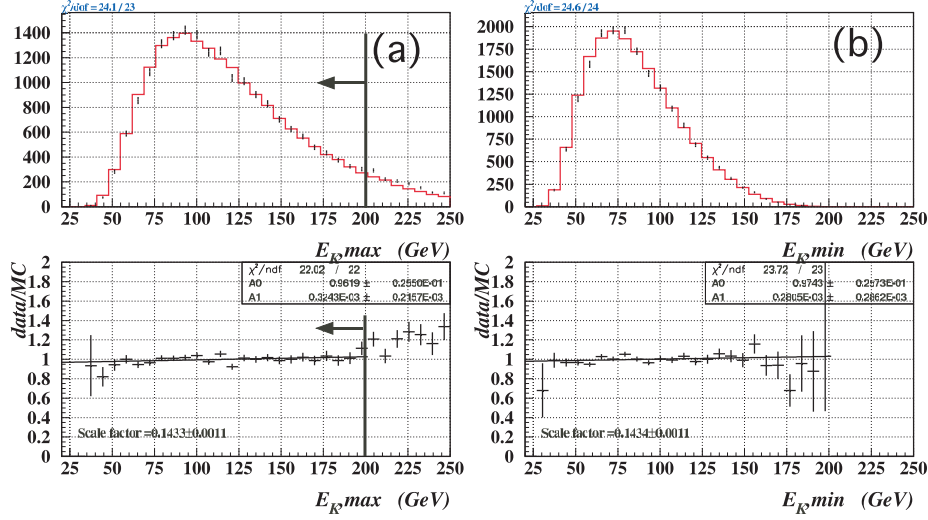 χ²/dof = 24.1 / 23
(a)
1400
1200
1000
800
600
400
200
0
25 50 75 100 125 150 175 200 225 250
E_K,max (GeV)
χ²/dof = 24.6 / 24
(b)
2000
1750
1500
1250
1000
750
500
250
0
25 50 75 100 125 150 175 200 225 250
E_K,min (GeV)
data/MC
2
1.8
1.6
1.4
1.2
1
0.8
0.6
0.4
0.2
0
χ²/ndf 22.02 / 22
A0 0.9619 ± 0.2550E-01
A1 0.3243E-03 ± 0.2157E-03
Scale factor =0.1433±0.0011
25 50 75 100 125 150 175 200 225 250
E_K,max (GeV)
data/MC
2
1.8
1.6
1.4
1.2
1
0.8
0.6
0.4
0.2
0
χ²/ndf 23.72 / 23
A0 0.9743 ± 0.2573E-01
A1 0.2805E-03 ± 0.2862E-03
Scale factor =0.1434±0.0011
25 50 75 100 125 150 175 200 225 250
E_K,min (GeV)